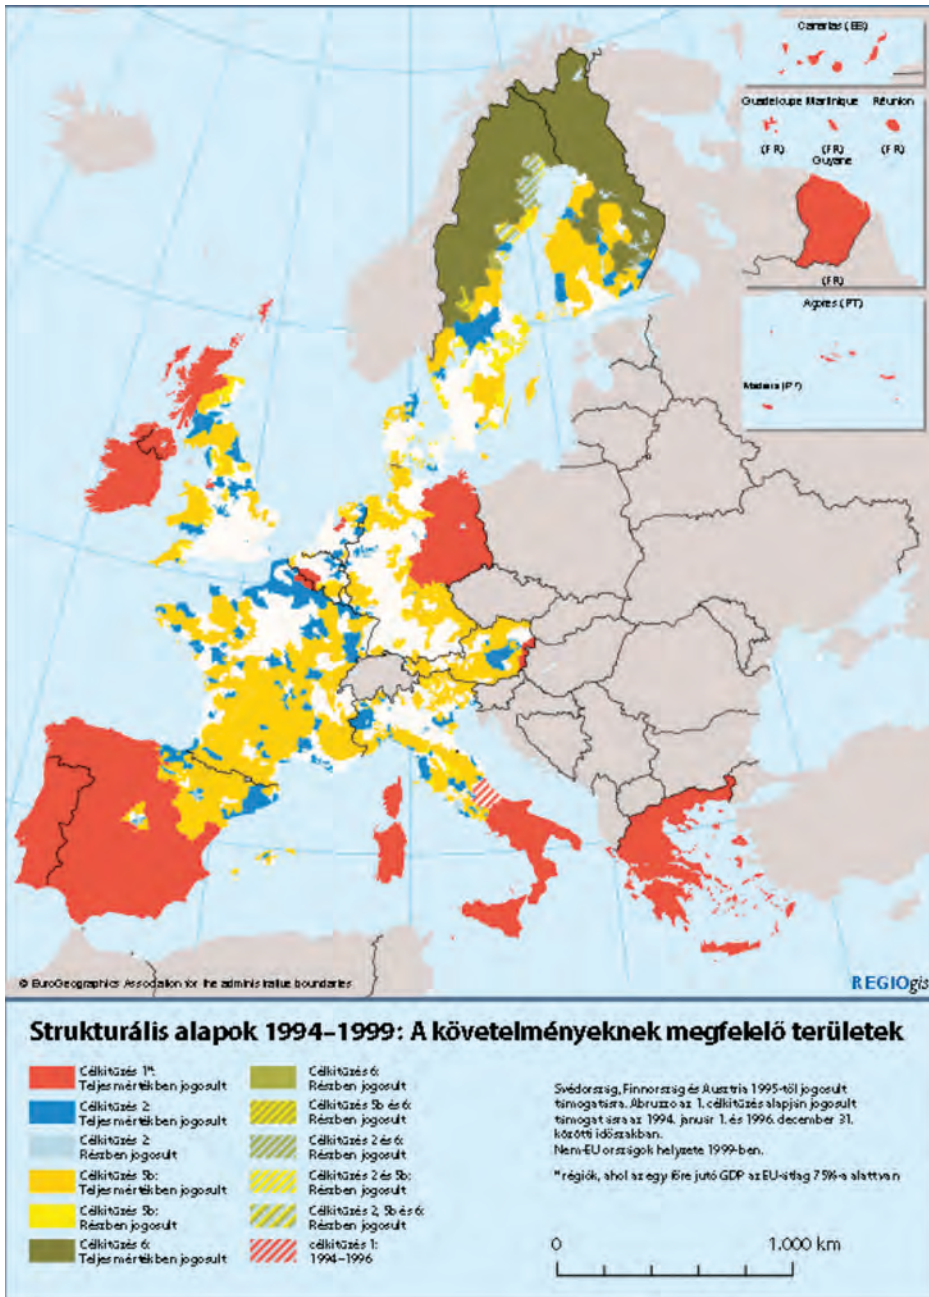 Canarias (ES)
Guadeloupe Martinique Réunion
(FR) (FR) (FR)
Guyane
(FR)
Açores (PT)
Madeira (PT)
© EuroGeographics Association for the administrative boundaries
REGIOgis
Strukturális alapok 1994–1999: A követelményeknek megfelelő területek
Célkitűzés 1*:
Teljes mértékben jogosult
Célkitűzés 2:
Teljes mértékben jogosult
Célkitűzés 2:
Részben jogosult
Célkitűzés 5b:
Teljes mértékben jogosult
Célkitűzés 5b:
Részben jogosult
Célkitűzés 6:
Teljes mértékben jogosult
Célkitűzés 6:
Részben jogosult
Célkitűzés 5b és 6:
Részben jogosult
Célkitűzés 2 és 6:
Részben jogosult
Célkitűzés 2 és 5b:
Részben jogosult
Célkitűzés 2, 5b és 6:
Részben jogosult
célkitűzés 1:
1994–1996
Svédország, Finnország és Ausztria 1995-től jogosult
támogatásra. Abruzzo az 1. célkitűzés alapján jogosult
támogatásra az 1994. január 1. és 1996. december 31.
közötti időszakban.
Nem-EU országok helyzete 1999-ben.
* régiók, ahol az egy főre jutó GDP az EU-átlag 75%-a alatt van
0 1.000 km